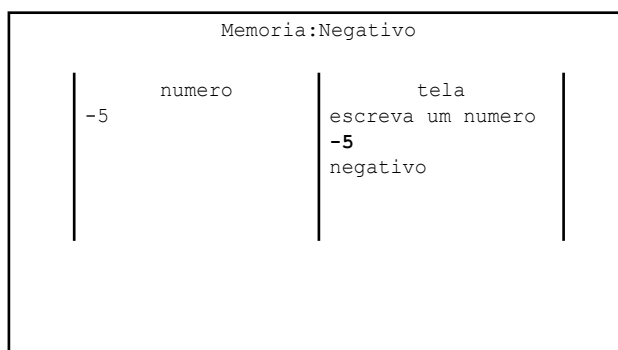 Memoria:Negativo
numero
-5
tela
escreva um numero
-5
negativo